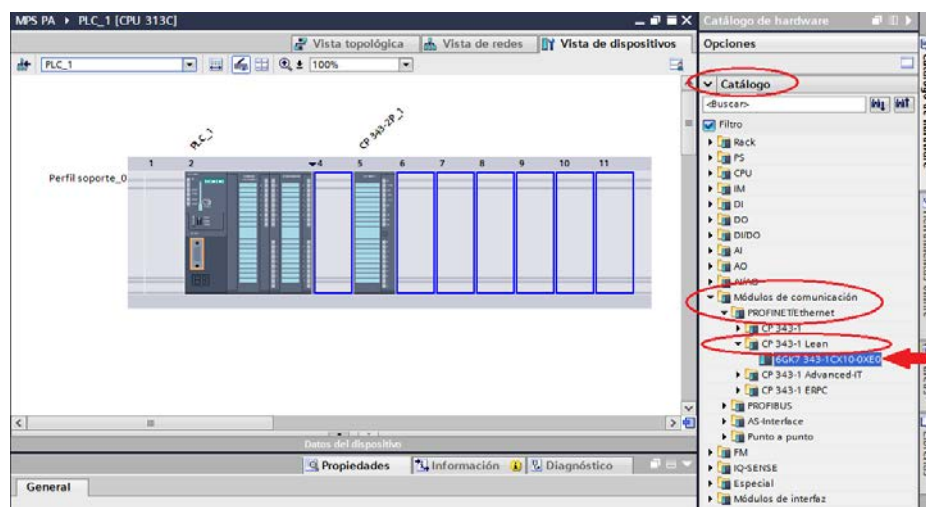 MPS PA ▸ PLC_1 [CPU 313C]
Vista topológica
Vista de redes
Vista de dispositivos
PLC_1
100%
PLC_1
CP 343-2P_1
1 2 4 5 6 7 8 9 10 11
Perfil soporte_0
Datos del dispositivo
Propiedades
Información
Diagnóstico
General
Catálogo de hardware
Opciones
Catálogo
<Buscar>
Filtro
Rack
PS
CPU
IM
DI
DO
DI/DO
AI
AO
AI/AO
Módulos de comunicación
PROFINET/Ethernet
CP 343-1
CP 343-1 Lean
6GK7 343-1CX10-0XE0
CP 343-1 Advanced-IT
CP 343-1 ERPC
PROFIBUS
AS-Interface
Punto a punto
FM
IQ-SENSE
Especial
Módulos de interfaz